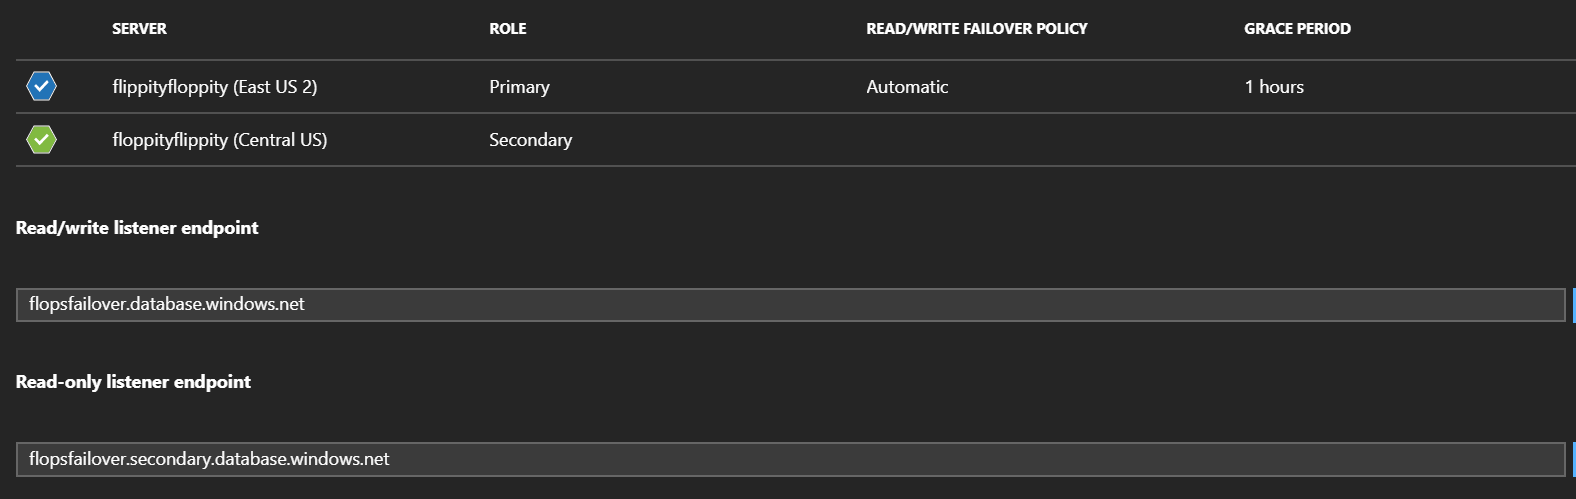 SERVER ROLE READ/WRITE FAILOVER POLICY GRACE PERIOD
flippityfloppity (East US 2) Primary Automatic 1 hours
floppityflippity (Central US) Secondary
Read/write listener endpoint
flopsfailover.database.windows.net
Read-only listener endpoint
flopsfailover.secondary.database.windows.net